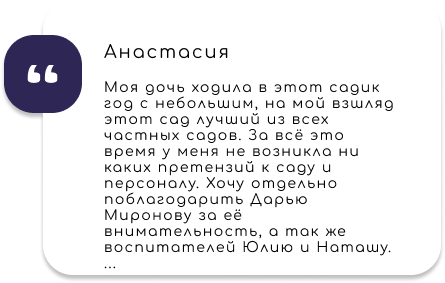 “
Анастасия
Моя дочь ходила в этот садик
год с небольшим, на мой взшляд
этот сад лучший из всех
частных садов. За всё это
время у меня не возникла ни
каких претензий к саду и
персоналу. Хочу отдельно
поблагодарить Дарью
Миронову за её
внимательность, а так же
воспитателей Юлию и Наташу.
...